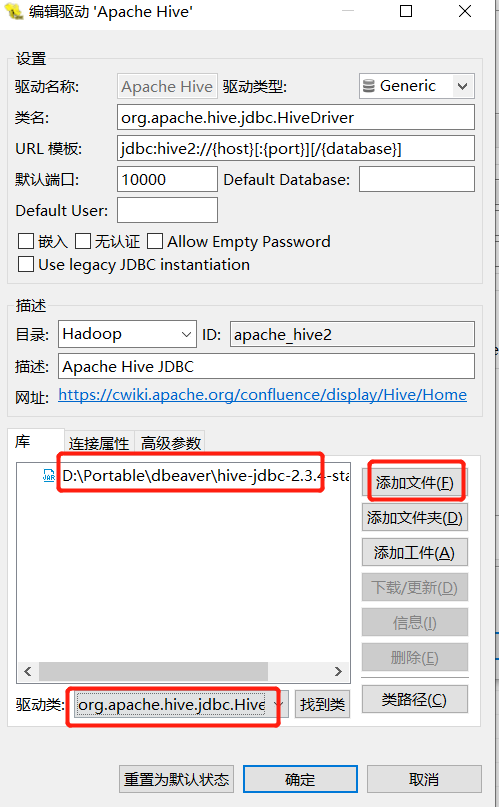 编辑驱动 'Apache Hive'
设置
驱动名称: Apache Hive 驱动类型: Generic
类名: org.apache.hive.jdbc.HiveDriver
URL 模板: jdbc:hive2://{host}[:{port}][/{database}]
默认端口: 10000 Default Database:
Default User:
嵌入 无认证 Allow Empty Password
Use legacy JDBC instantiation
描述
目录: Hadoop ID: apache_hive2
描述: Apache Hive JDBC
网址: https://cwiki.apache.org/confluence/display/Hive/Home
库 连接属性 高级参数
JAR D:\Portable\dbeaver\hive-jdbc-2.3.4-sta
添加文件(F)
添加文件夹(D)
添加工件(A)
下载/更新(D)
信息(I)
删除(E)
类路径(C)
驱动类: org.apache.hive.jdbc.Hive 找到类
重置为默认状态 确定 取消